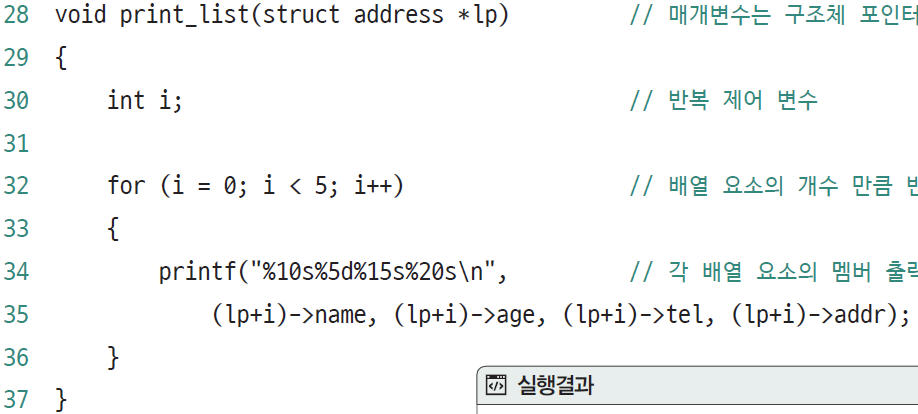 28 void print_list(struct address *lp) // 매개변수는 구조체 포인터
29 {
30 int i; // 반복 제어 변수
31
32 for (i = 0; i < 5; i++) // 배열 요소의 개수 만큼
33 {
34 printf("%10s%5d%15s%20s\n", // 각 배열 요소의 멤버 출력
35 (lp+i)->name, (lp+i)->age, (lp+i)->tel, (lp+i)->addr);
36 }
37 }
실행결과